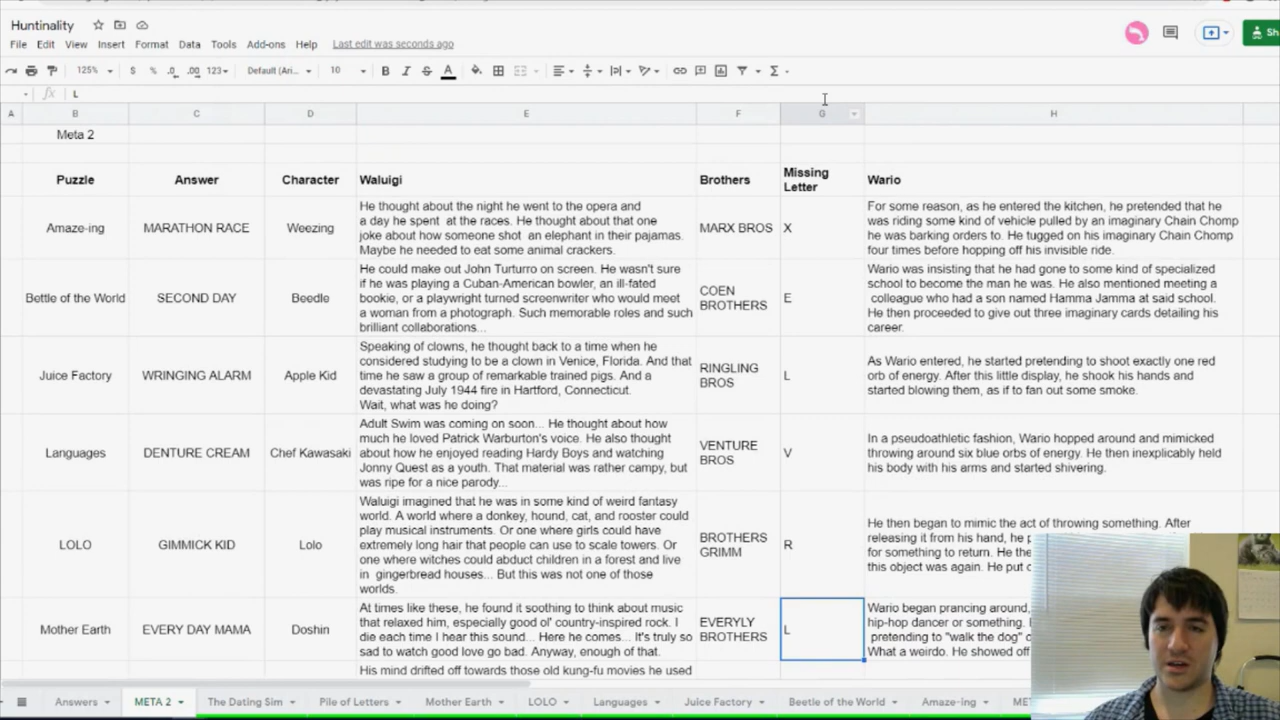 Huntinality
File Edit View Insert Format Data Tools Add-ons Help Last edit was seconds ago
125% $ % .0 .00 123 Default (Ari... 10 B I S A
fx L
A B C D E F G H
Meta 2
Puzzle Answer Character Waluigi Brothers Missing Letter Wario
Amaze-ing MARATHON RACE Weezing
He thought about the night he went to the opera and
a day he spent at the races. He thought about that one
joke about how someone shot an elephant in their pajamas.
Maybe he needed to eat some animal crackers.
MARX BROS X
For some reason, as he entered the kitchen, he pretended that he
was riding some kind of vehicle pulled by an imaginary Chain Chomp
he was barking orders to. He tugged on his imaginary Chain Chomp
four times before hopping off his invisible ride.
Bettle of the World SECOND DAY Beedle
He could make out John Turturro on screen. He wasn't sure
if he was playing a Cuban-American bowler, an ill-fated
bookie, or a playwright turned screenwriter who would meet
a woman from a photograph. Such memorable roles and such
brilliant collaborations...
COEN
BROTHERS
E
Wario was insisting that he had gone to some kind of specialized
school to become the man he was. He also mentioned meeting a
colleague who had a son named Hamma Jamma at said school.
He then proceeded to give out three imaginary cards detailing his
career.
Juice Factory WRINGING ALARM Apple Kid
Speaking of clowns, he thought back to a time when he
considered studying to be a clown in Venice, Florida. And that
time he saw a group of remarkable trained pigs. And a
devastating July 1944 fire in Hartford, Connecticut.
Wait, what was he doing?
RINGLING
BROS
L
As Wario entered, he started pretending to shoot exactly one red
orb of energy. After this little display, he shook his hands and
started blowing them, as if to fan out some smoke.
Languages DENTURE CREAM Chef Kawasaki
Adult Swim was coming on soon... He thought about how
much he loved Patrick Warburton's voice. He also thought
about how he enjoyed reading Hardy Boys and watching
Jonny Quest as a youth. That material was rather campy, but
was ripe for a nice parody...
VENTURE
BROS
V
In a pseudoathletic fashion, Wario hopped around and mimicked
throwing around six blue orbs of energy. He then inexplicably held
his body with his arms and started shivering.
LOLO GIMMICK KID Lolo
Waluigi imagined that he was in some kind of weird fantasy
world. A world where a donkey, hound, cat, and rooster could
play musical instruments. Or one where girls could have
extremely long hair that people can use to scale towers. Or
one where witches could abduct children in a forest and live
in gingerbread houses... But this was not one of those
worlds.
BROTHERS
GRIMM
R
He then began to mimic the act of throwing something. After
releasing it from his hand, he p
for something to return. He the
this object was again. He put c
Mother Earth EVERY DAY MAMA Doshin
At times like these, he found it soothing to think about music
that relaxed him, especially good ol' country-inspired rock. I
die each time I hear this sound... Here he comes... It's truly so
sad to watch good love go bad. Anyway, enough of that.
EVERYLY
BROTHERS
L
Wario began prancing around,
hip-hop dancer or something.
pretending to "walk the dog"
What a weirdo. He showed off
His mind drifted off towards those old kung-fu movies he used
Answers META 2 The Dating Sim Pile of Letters Mother Earth LOLO Languages Juice Factory Beetle of the World Amaze-ing